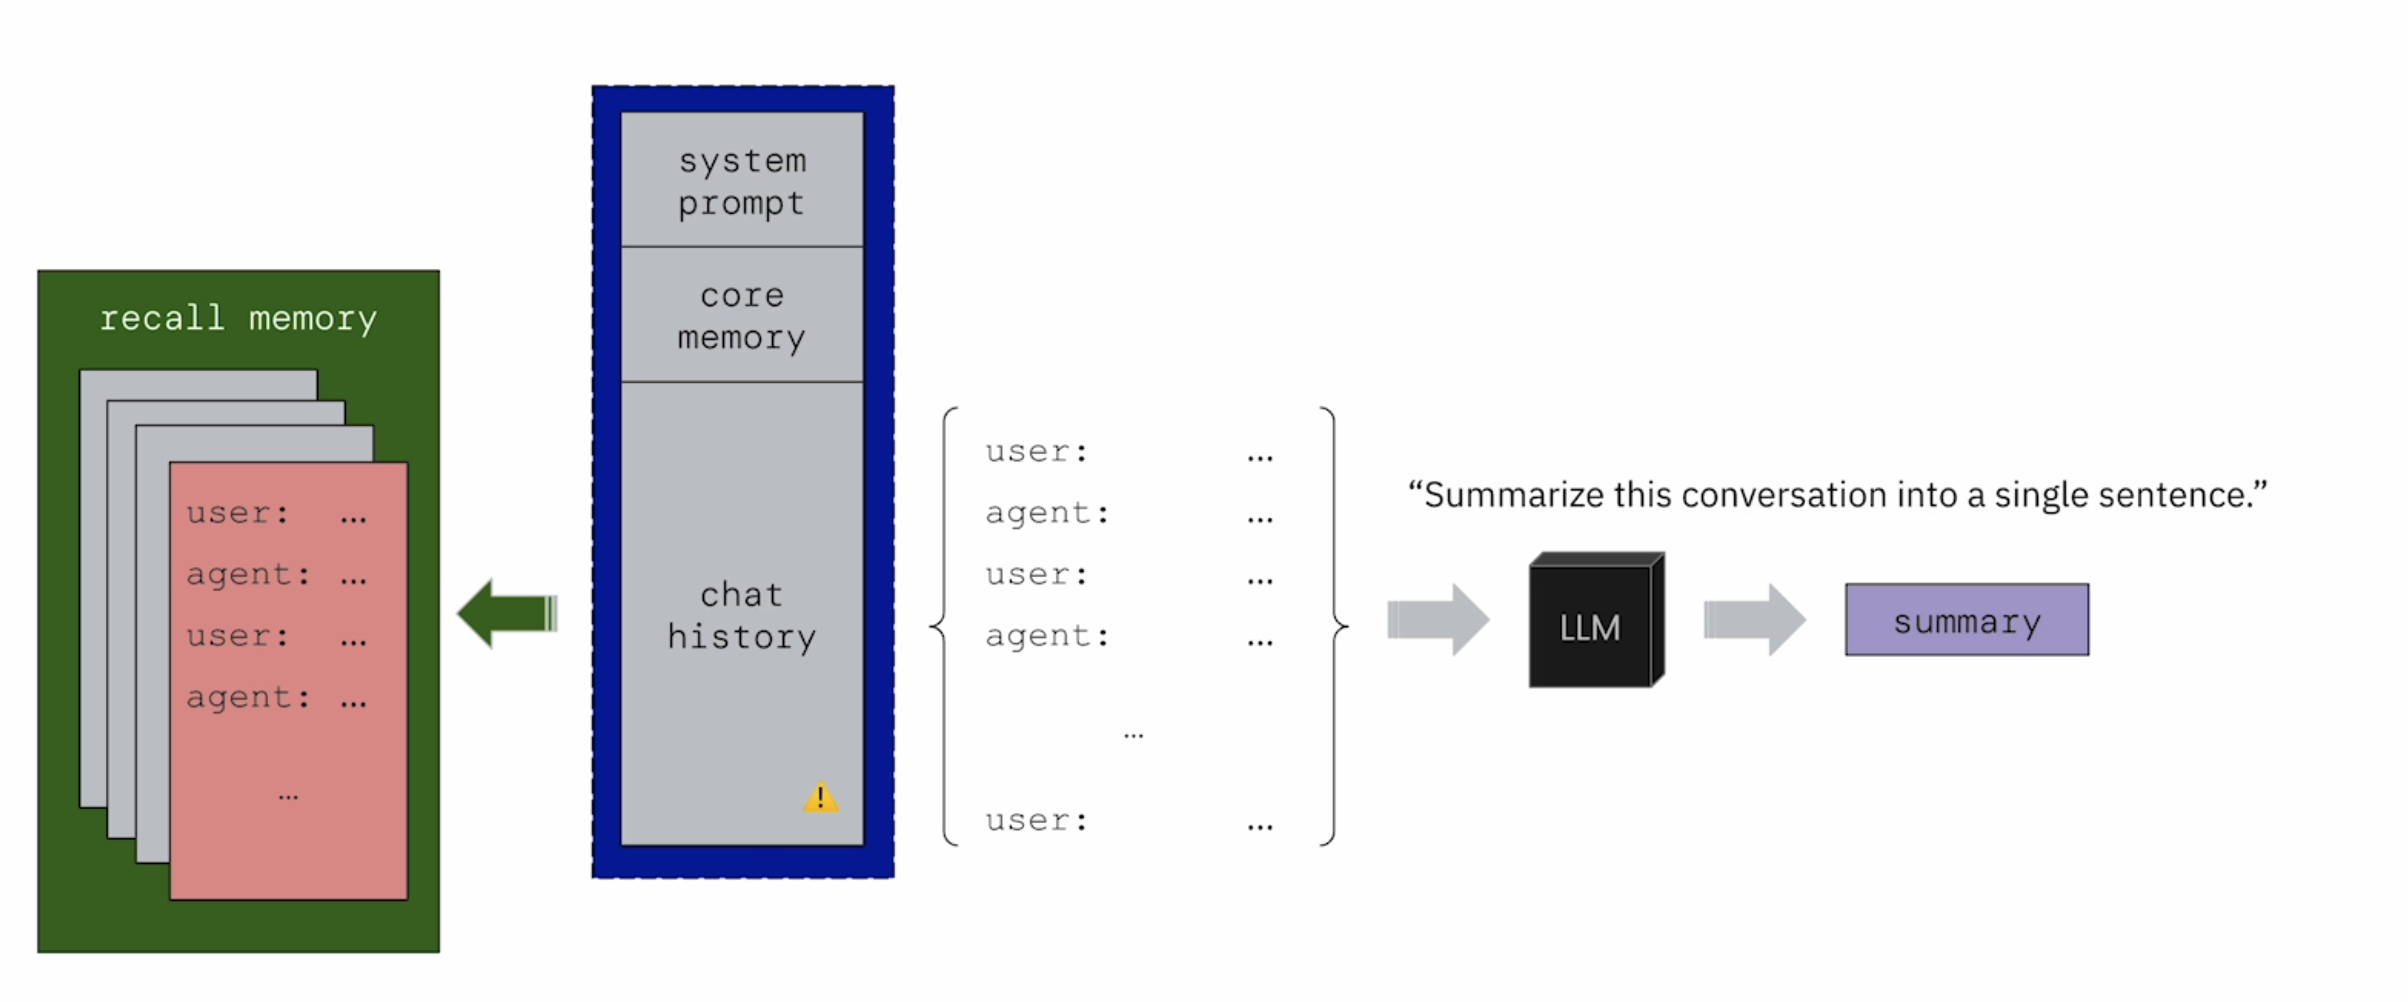 recall memory
user: ...
agent: ...
user: ...
agent: ...
...
system
prompt
core
memory
chat
history
user: ...
agent: ...
user: ...
agent: ...
...
user: ...
“Summarize this conversation into a single sentence.”
LLM
summary